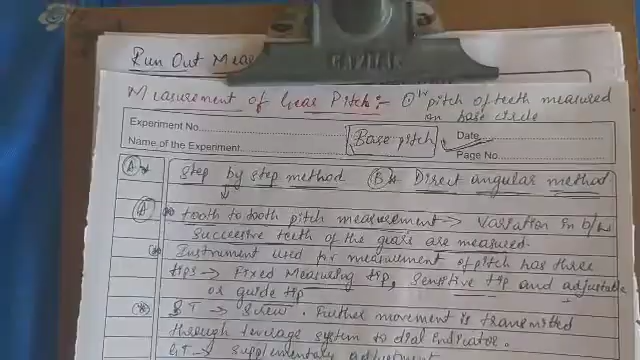 Run Out Mea
CAPITAL
Measurement of Gear Pitch:- pitch of teeth measured
on base circle
Experiment No.
Base pitch
Date
Name of the Experiment
Page No
(A) Step by step method (B) Direct angular method
(A) tooth to tooth pitch measurement → Variation in b/w
successive teeth of the gears are measured.
Instrument used for measurement of pitch has three
tips → Fixed Measuring tip, Sensitive tip and adjustable
or guide tip
ST → Screw. Further movement is transmitted
through leverage system to dial Indicator.
GT → supplementary adjustment